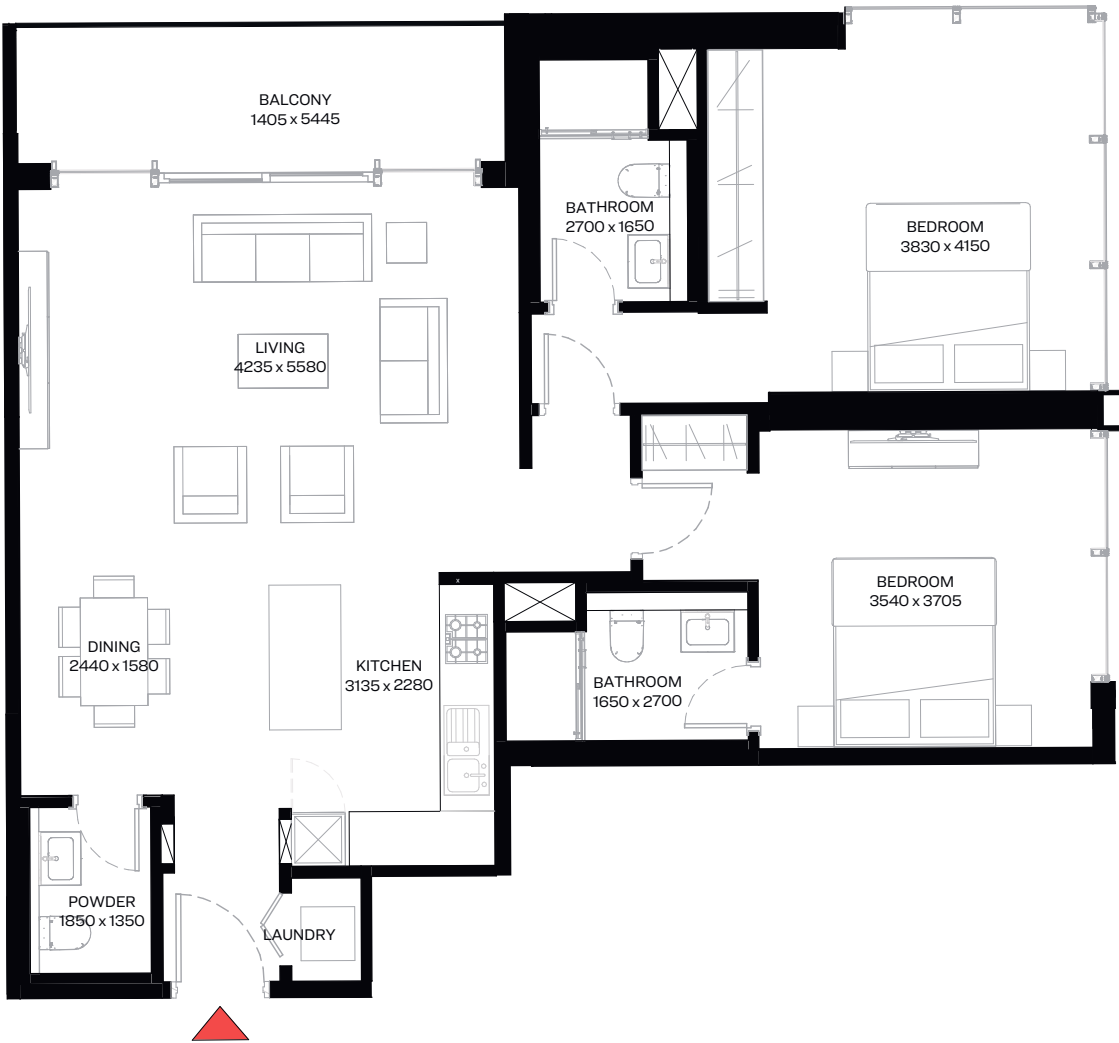 BALCONY
1405 x 5445
BATHROOM
2700 x 1650
BEDROOM
3830 x 4150
LIVING
4235 x 5580
BEDROOM
3540 x 3705
DINING
2440 x 1580
KITCHEN
3135 x 2280
BATHROOM
1650 x 2700
POWDER
1850 x 1350
LAUNDRY